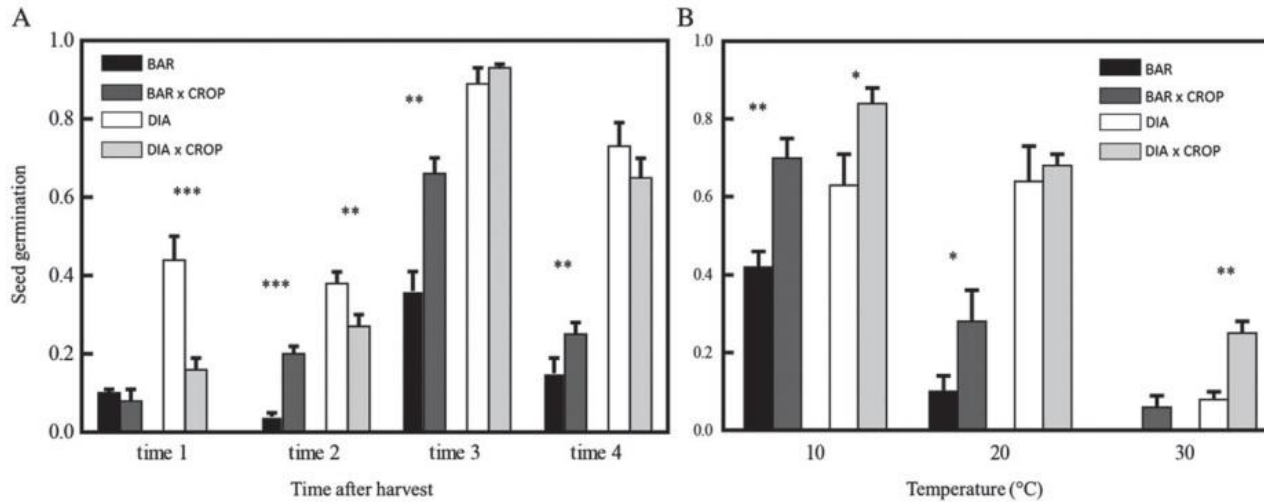 A
Seed germination
1.0
0.8
0.6
0.4
0.2
0.0
BAR
BAR x CROP
DIA
DIA x CROP
***
***
**
**
**
time 1
time 2
time 3
time 4
Time after harvest
B
1.0
0.8
0.6
0.4
0.2
0.0
BAR
BAR x CROP
DIA
DIA x CROP
**
*
*
**
10
20
30
Temperature (°C)